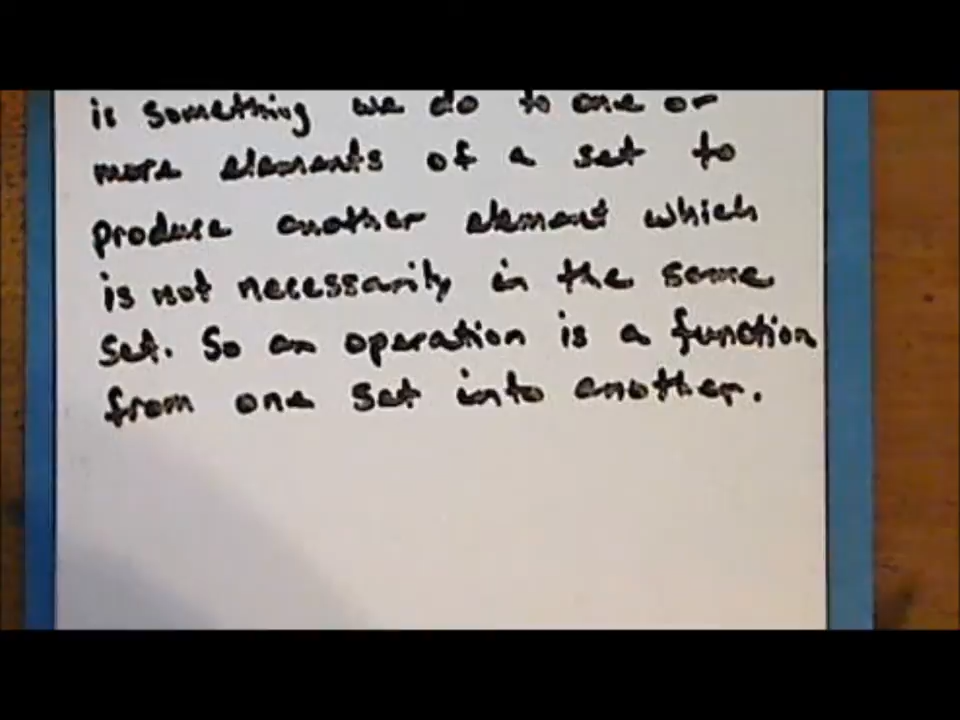 is something we do to one or
more elements of a set to
produce another element which
is not necessarily in the same
set. So an operation is a function
from one set into another.